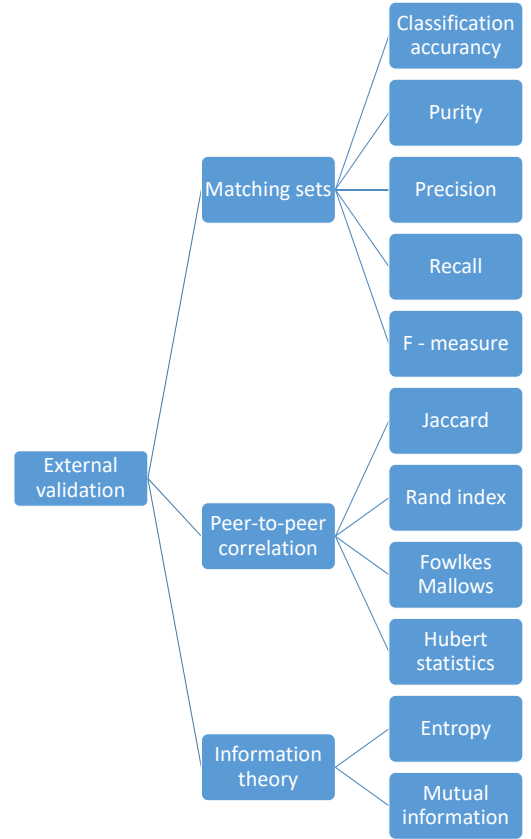 External
validation
Matching sets
Classification
accurancy
Purity
Precision
Recall
F - measure
Peer-to-peer
correlation
Jaccard
Rand index
Fowlkes
Mallows
Hubert
statistics
Information
theory
Entropy
Mutual
information